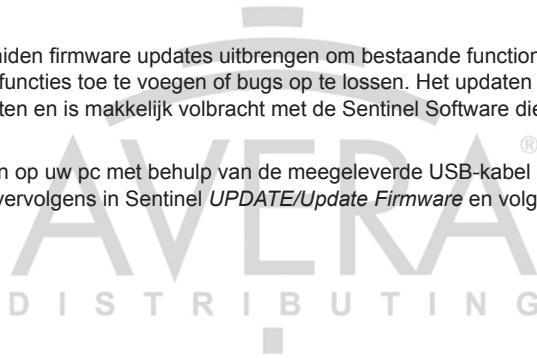 iden firmware updates uitbrengen om bestaande function
functies toe te voegen of bugs op te lossen. Het updaten
ten en is makkelijk volbracht met de Sentinel Software die
n op uw pc met behulp van de meegeleverde USB-kabel
vervolgens in Sentinel UPDATE/Update Firmware en volg
AVERA®
DISTRIBUTING